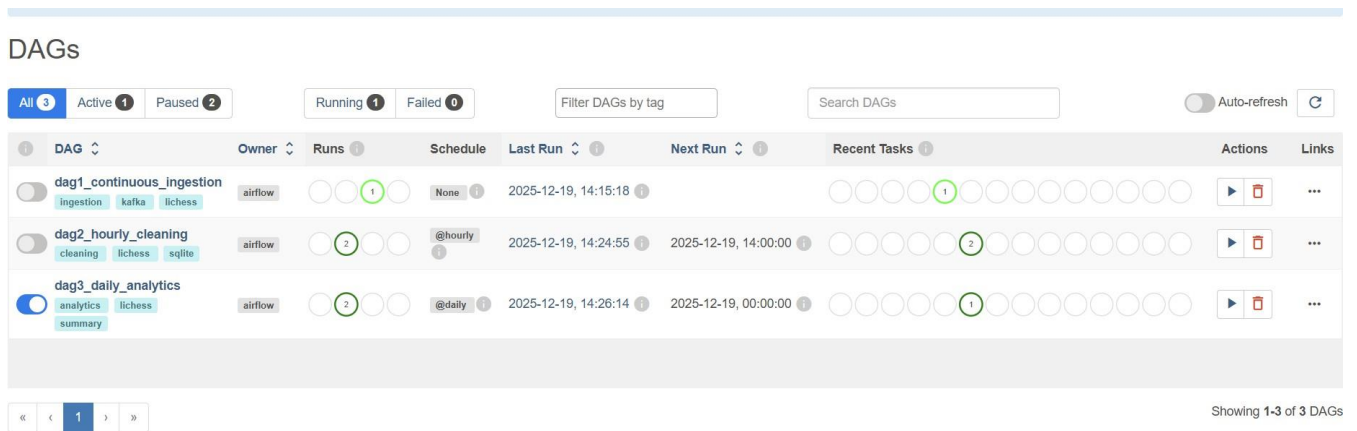 DAGs
All 3 Active 1 Paused 2 Running 1 Failed 0 Filter DAGs by tag Search DAGs Auto-refresh
DAG Owner Runs Schedule Last Run Next Run Recent Tasks Actions Links
dag1_continuous_ingestion
ingestion kafka lichess
airflow 1 None 2025-12-19, 14:15:18 1
dag2_hourly_cleaning
cleaning lichess sqlite
airflow 2 @hourly 2025-12-19, 14:24:55 2025-12-19, 14:00:00 2
dag3_daily_analytics
analytics lichess
summary
airflow 2 @daily 2025-12-19, 14:26:14 2025-12-19, 00:00:00 1
« ‹ 1 › » Showing 1-3 of 3 DAGs